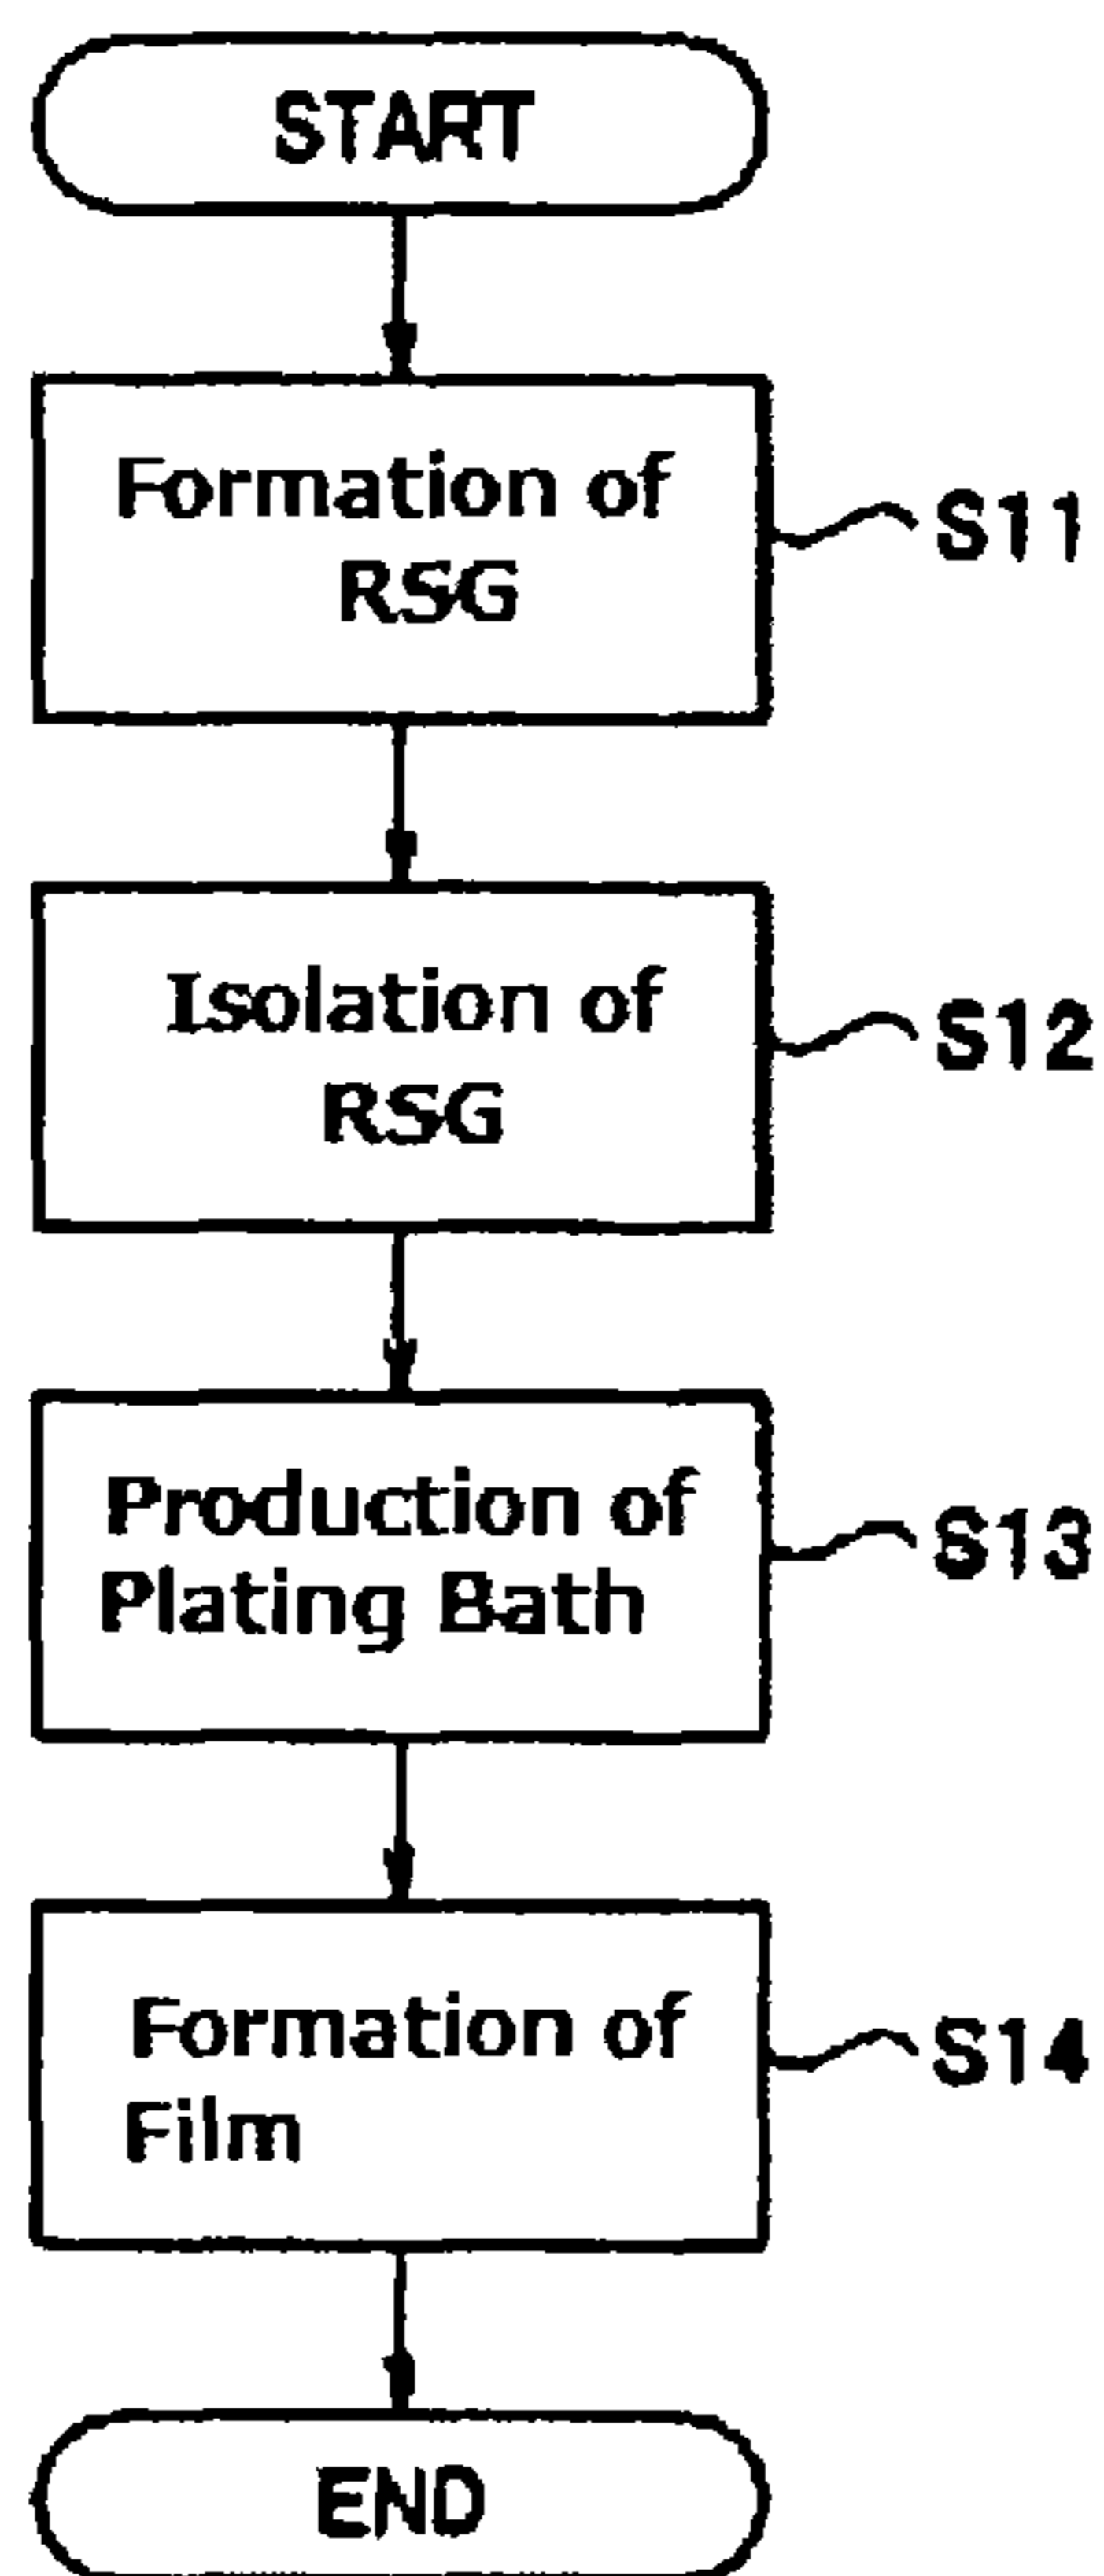 START
Formation of
RSG
S11
Isolation of
RSG
S12
Production of
Plating Bath
S13
Formation of
Film
S14
END